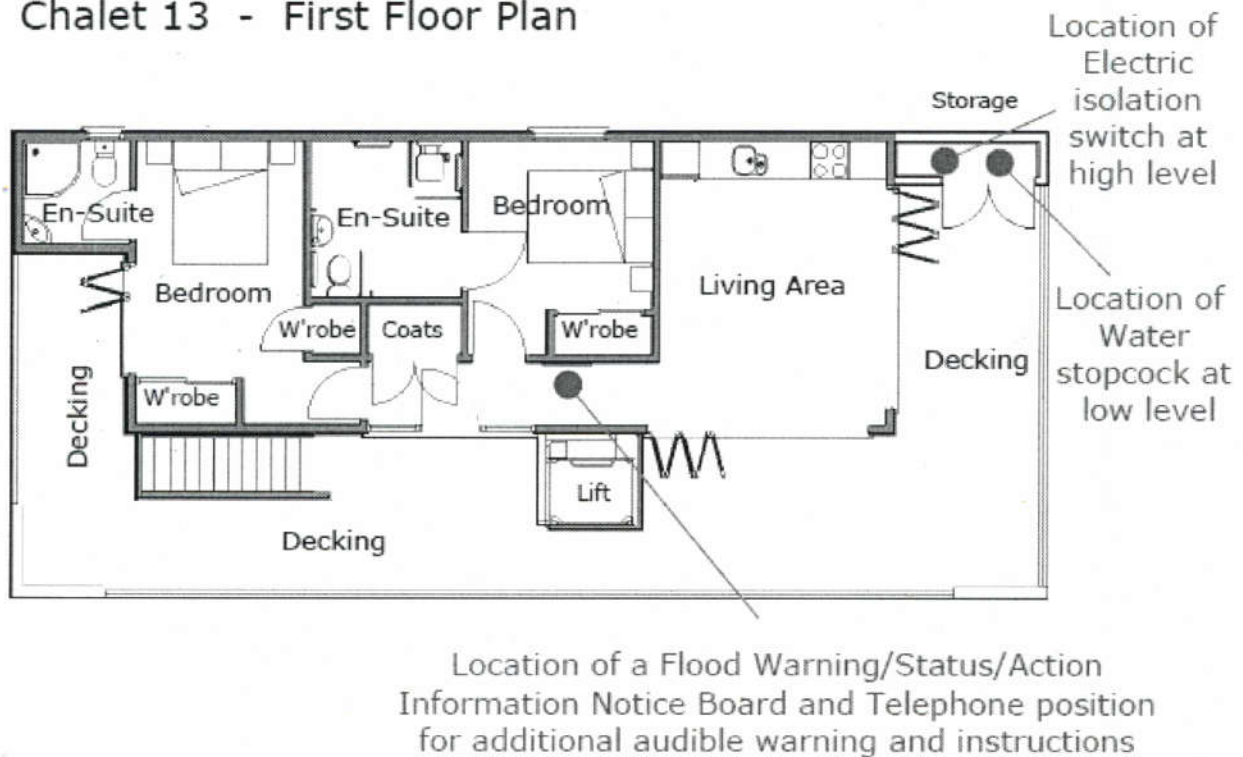 Chalet 13 - First Floor Plan
Location of
Electric
isolation
switch at
high level
Storage
En-Suite
En-Suite
Bedroom
Bedroom
Living Area
W'robe
Coats
W'robe
W'robe
Decking
Decking
Location of
Water
stopcock at
low level
Lift
Decking
Location of a Flood Warning/Status/Action
Information Notice Board and Telephone position
for additional audible warning and instructions